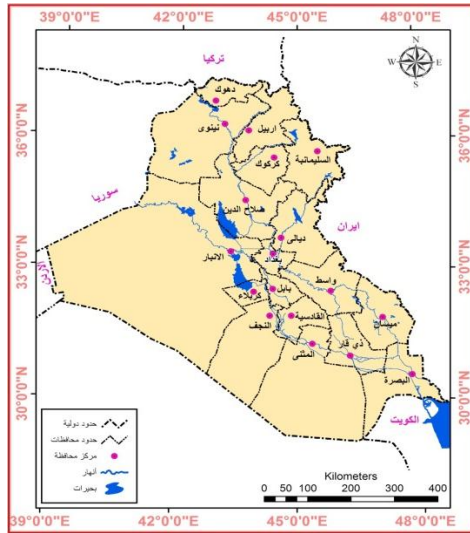 39°0'0"E 42°0'0"E 45°0'0"E 48°0'0"E
تركيا
N
W E
S
دهوك
36°0'0"N
نينوى
اربيل
36°0'0"N
السليمانية
كركوك
سوريا
صلاح الدين
ايران
ديالى
33°0'0"N
الانبار
بغداد
33°0'0"N
الاردن
واسط
بابل
كربلاء
ميسان
القادسية
النجف
ذي قار
المثنى
البصرة
30°0'0"N
30°0'0"N
الكويت
حدود دولية
حدود محافظات
مركز محافظة
أنهار
بحيرات
Kilometers
0 50 100 200 300 400
39°0'0"E 42°0'0"E 45°0'0"E 48°0'0"E